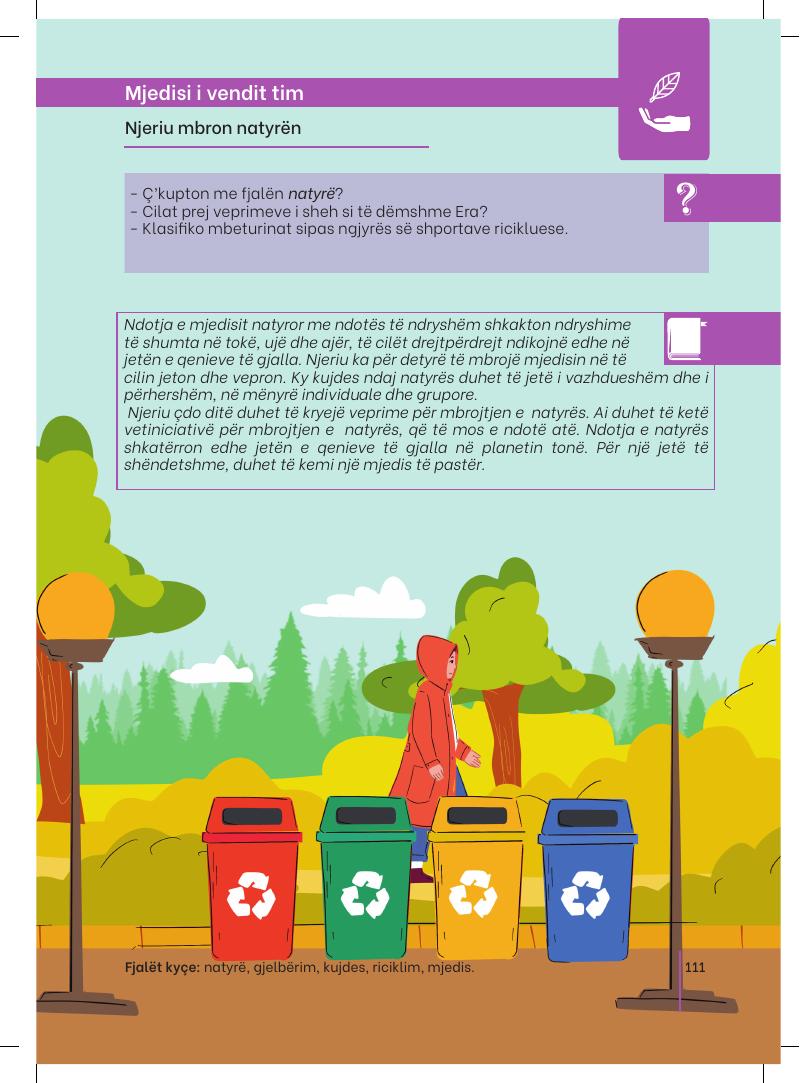 Mjedisi i vendit tim
Njeriu mbron natyrën
- Ç’kupton me fjalën natyrë?
- Cilat prej veprimeve i sheh si të dëmshme Era?
- Klasifiko mbeturinat sipas ngjyrës së shportave ricikluese.
?
Ndotja e mjedisit natyror me ndotës të ndryshëm shkakton ndryshime
të shumta në tokë, ujë dhe ajër, të cilët drejtpërdrejt ndikojnë edhe në
jetën e qenieve të gjalla. Njeriu ka për detyrë të mbrojë mjedisin në të
cilin jeton dhe vepron. Ky kujdes ndaj natyrës duhet të jetë i vazhdueshëm dhe i
përhershëm, në mënyrë individuale dhe grupore.
Njeriu çdo ditë duhet të kryejë veprime për mbrojtjen e natyrës. Ai duhet të ketë
vetiniciativë për mbrojtjen e natyrës, që të mos e ndotë atë. Ndotja e natyrës
shkatërron edhe jetën e qenieve të gjalla në planetin tonë. Për një jetë të
shëndetshme, duhet të kemi një mjedis të pastër.
Fjalët kyçe: natyrë, gjelbërim, kujdes, riciklim, mjedis.
111